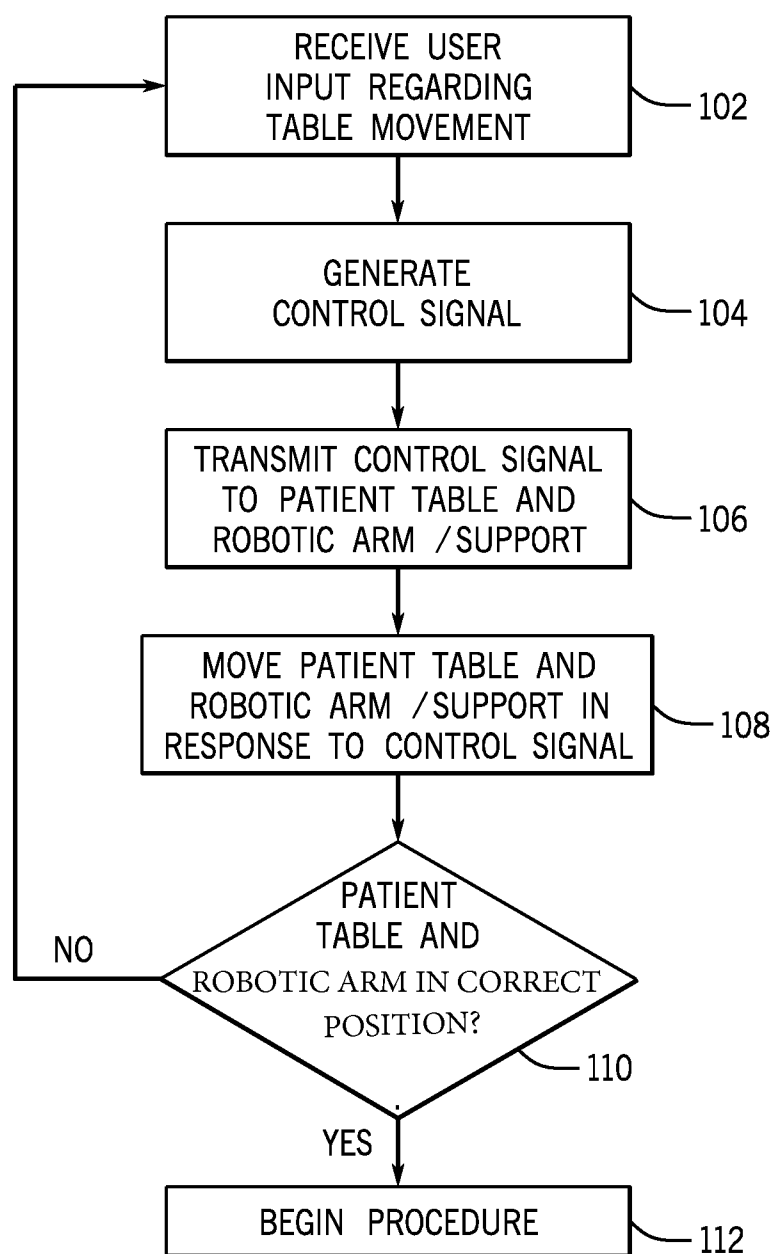 RECEIVE USER
INPUT REGARDING
TABLE MOVEMENT
102
GENERATE
CONTROL SIGNAL
104
TRANSMIT CONTROL SIGNAL
TO PATIENT TABLE AND
ROBOTIC ARM /SUPPORT
106
MOVE PATIENT TABLE AND
ROBOTIC ARM /SUPPORT IN
RESPONSE TO CONTROL SIGNAL
108
PATIENT
TABLE AND
ROBOTIC ARM IN CORRECT
POSITION?
110
NO
YES
BEGIN PROCEDURE
112